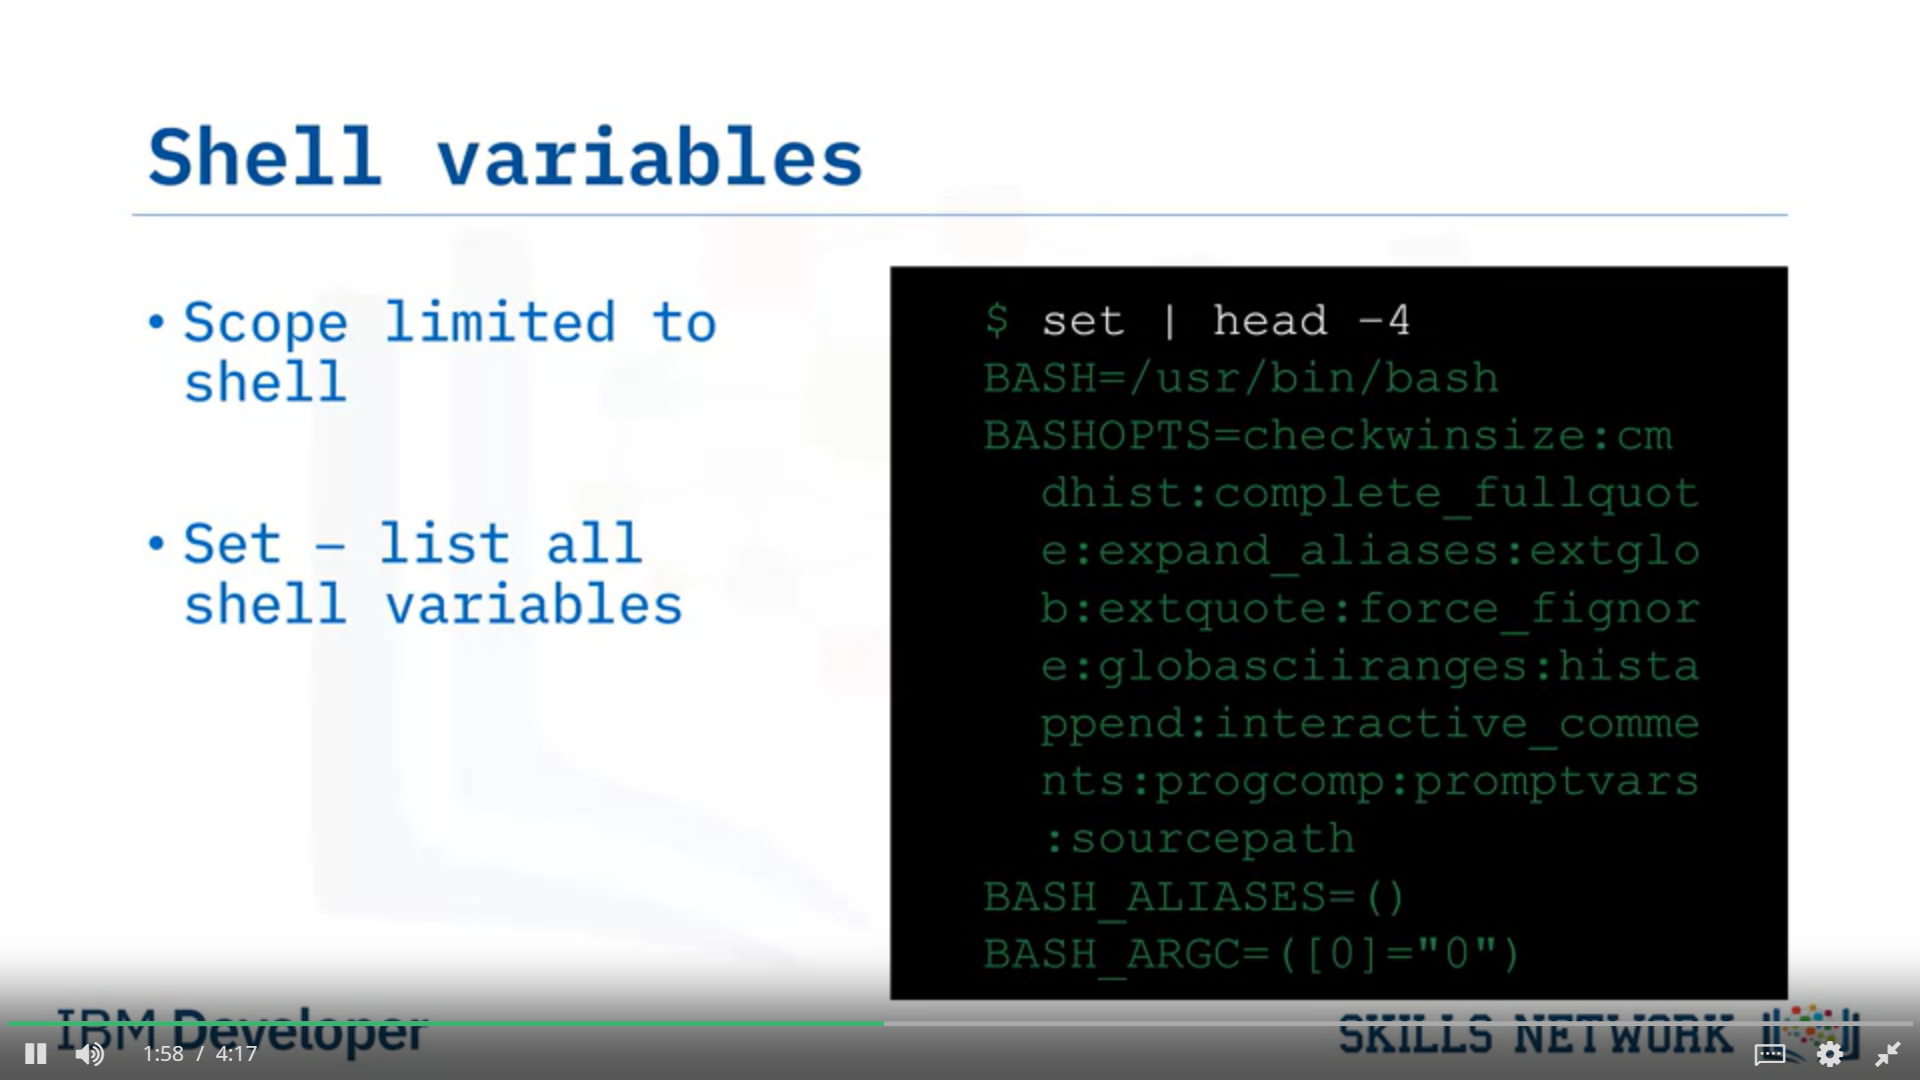 Shell variables
• Scope limited to
shell
• Set – list all
shell variables
$ set | head -4
BASH=/usr/bin/bash
BASHOPTS=checkwinsize:cm
dhist:complete_fullquot
e:expand_aliases:extglo
b:extquote:force_fignor
e:globasciiranges:hista
ppend:interactive_comme
nts:progcomp:promptvars
:sourcepath
BASH_ALIASES=()
BASH_ARGC=([0]="0")
IBM Developer
SKILLS NETWORK
1:58 / 4:17